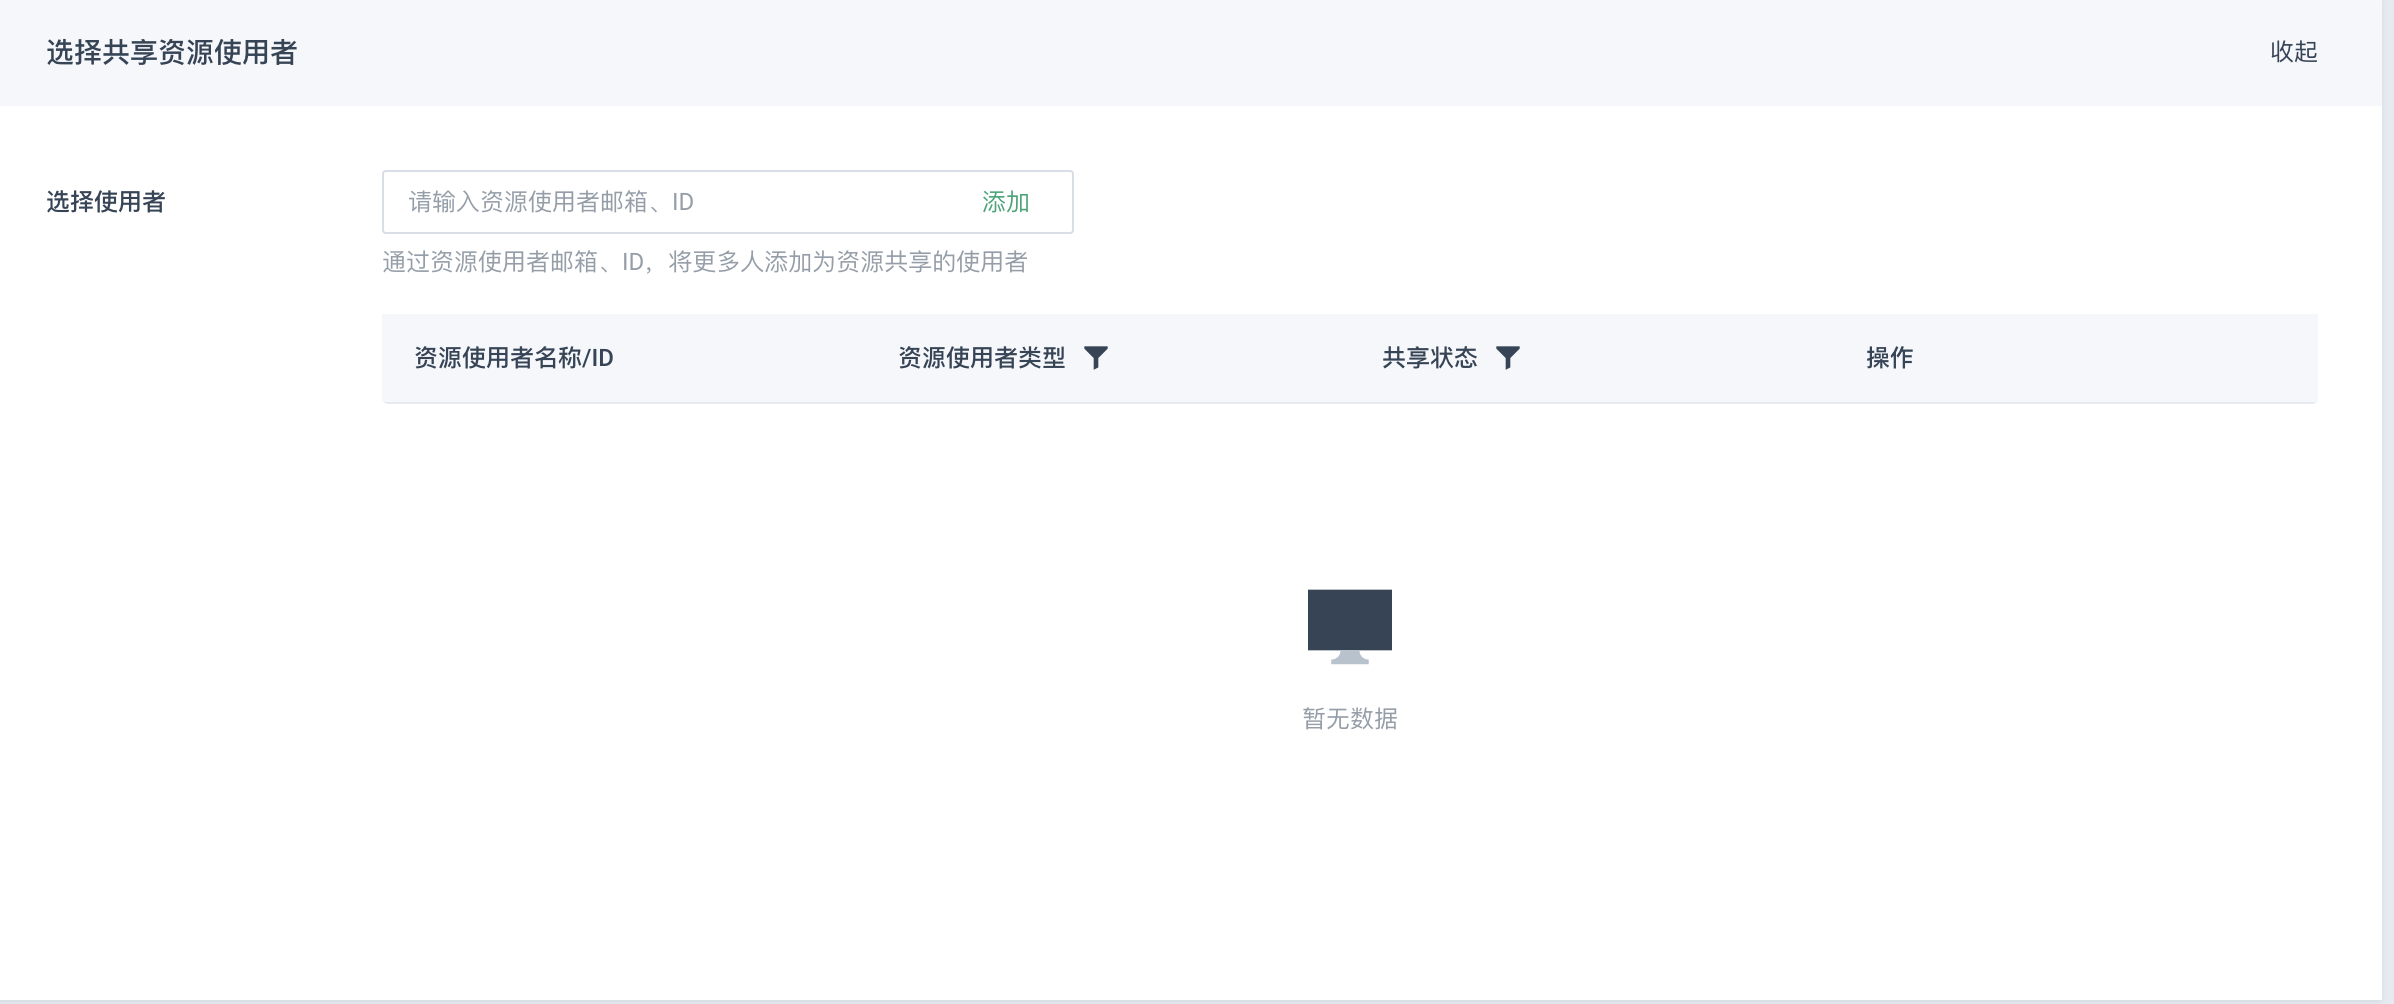 选择共享资源使用者
收起
选择使用者
请输入资源使用者邮箱、ID
添加
通过资源使用者邮箱、ID，将更多人添加为资源共享的使用者
资源使用者名称/ID
资源使用者类型
共享状态
操作
暂无数据